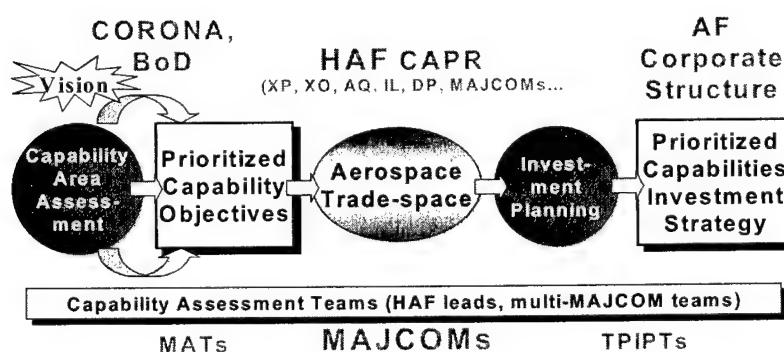 CORONA,
BoD
Vision
HAF CAPR
(XP, XO, AQ, IL, DP, MAJCOMs...
AF
Corporate
Structure
Capability
Area
Assess-
ment
Prioritized
Capability
Objectives
Aerospace
Trade-space
Invest-
ment
Planning
Prioritized
Capabilities
Investment
Strategy
Capability Assessment Teams (HAF leads, multi-MAJCOM teams)
MATs
MAJCOMs
TPIPTs